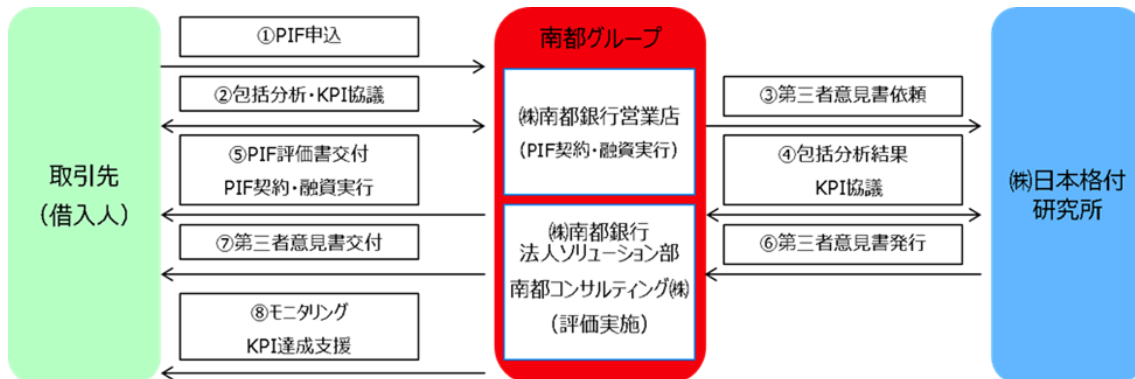 取引先
(借入人)
①PIF申込
②包括分析・KPI協議
⑤PIF評価書交付
PIF契約・融資実行
⑦第三者意見書交付
⑧モニタリング
KPI達成支援
南都グループ
㈱南都銀行営業店
(PIF契約・融資実行)
㈱南都銀行
法人ソリューション部
南都コンサルティング㈱
(評価実施)
③第三者意見書依頼
④包括分析結果
KPI協議
⑥第三者意見書発行
㈱日本格付
研究所